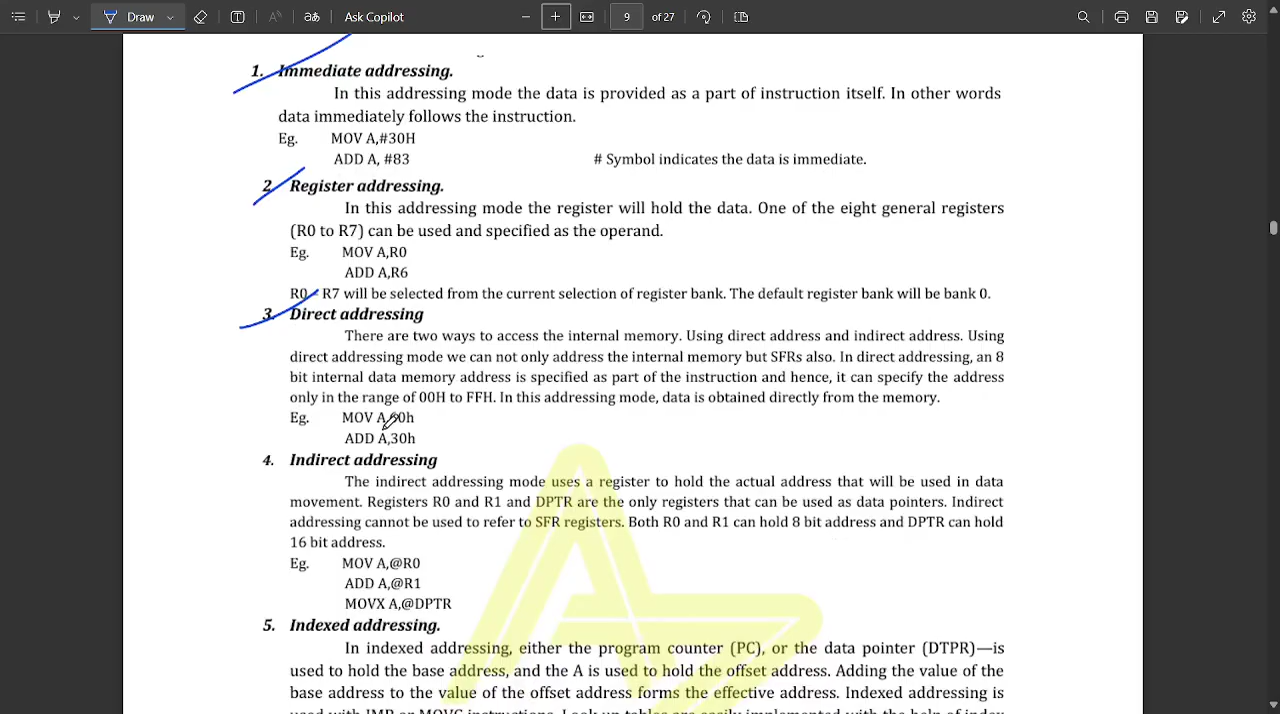 Draw
Ask Copilot
9 of 27
1. Immediate addressing.
In this addressing mode the data is provided as a part of instruction itself. In other words
data immediately follows the instruction.
Eg. MOV A,#30H
ADD A, #83 # Symbol indicates the data is immediate.
2 Register addressing.
In this addressing mode the register will hold the data. One of the eight general registers
(R0 to R7) can be used and specified as the operand.
Eg. MOV A,R0
ADD A,R6
R0 – R7 will be selected from the current selection of register bank. The default register bank will be bank 0.
3. Direct addressing
There are two ways to access the internal memory. Using direct address and indirect address. Using
direct addressing mode we can not only address the internal memory but SFRs also. In direct addressing, an 8
bit internal data memory address is specified as part of the instruction and hence, it can specify the address
only in the range of 00H to FFH. In this addressing mode, data is obtained directly from the memory.
Eg. MOV
ADD A,30h
4. Indirect addressing
The indirect addressing mode uses a register to hold the actual address that will be used in data
movement. Registers R0 and R1 and DPTR are the only registers that can be used as data pointers. Indirect
addressing cannot be used to refer to SFR registers. Both R0 and R1 can hold 8 bit address and DPTR can hold
16 bit address.
Eg. MOV A,@R0
ADD A,@R1
MOVX A,@DPTR
5. Indexed addressing.
In indexed addressing, either the program counter (PC), or the data pointer (DTPR)—is
used to hold the base address, and the A is used to hold the offset address. Adding the value of the
base address to the value of the offset address forms the effective address. Indexed addressing is
used with JMP or MOVC instructions. Look up tables are easily implemented with the help of index